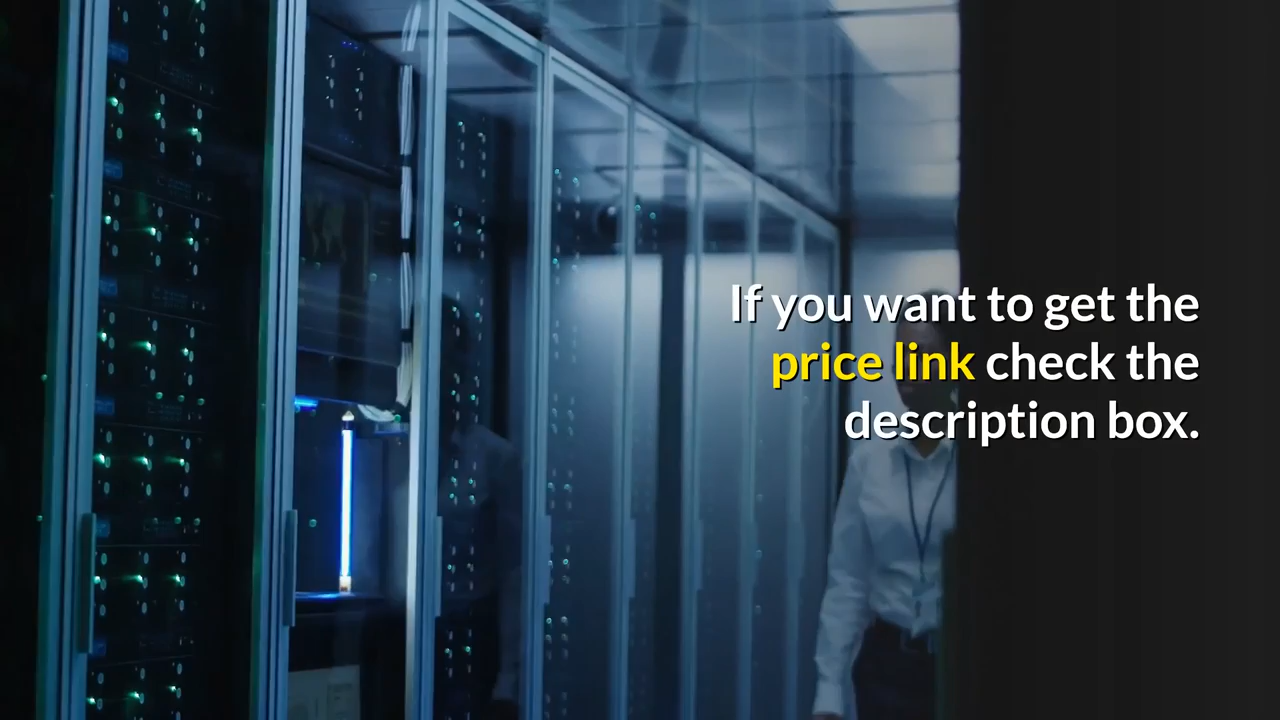 If you want to get the
price link check the
description box.